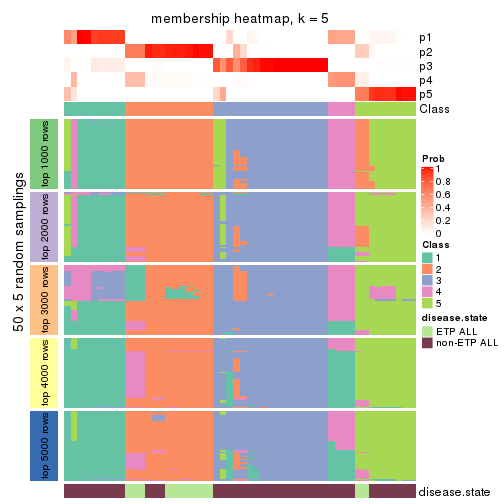 membership heatmap, k = 5
p1
p2
p3
p4
p5
Class
50 x 5 random samplings
top 1000 rows
top 2000 rows
top 3000 rows
top 4000 rows
top 5000 rows
disease.state
Prob
1
0.8
0.6
0.4
0.2
0
Class
1
2
3
4
5
disease.state
ETP ALL
non-ETP ALL